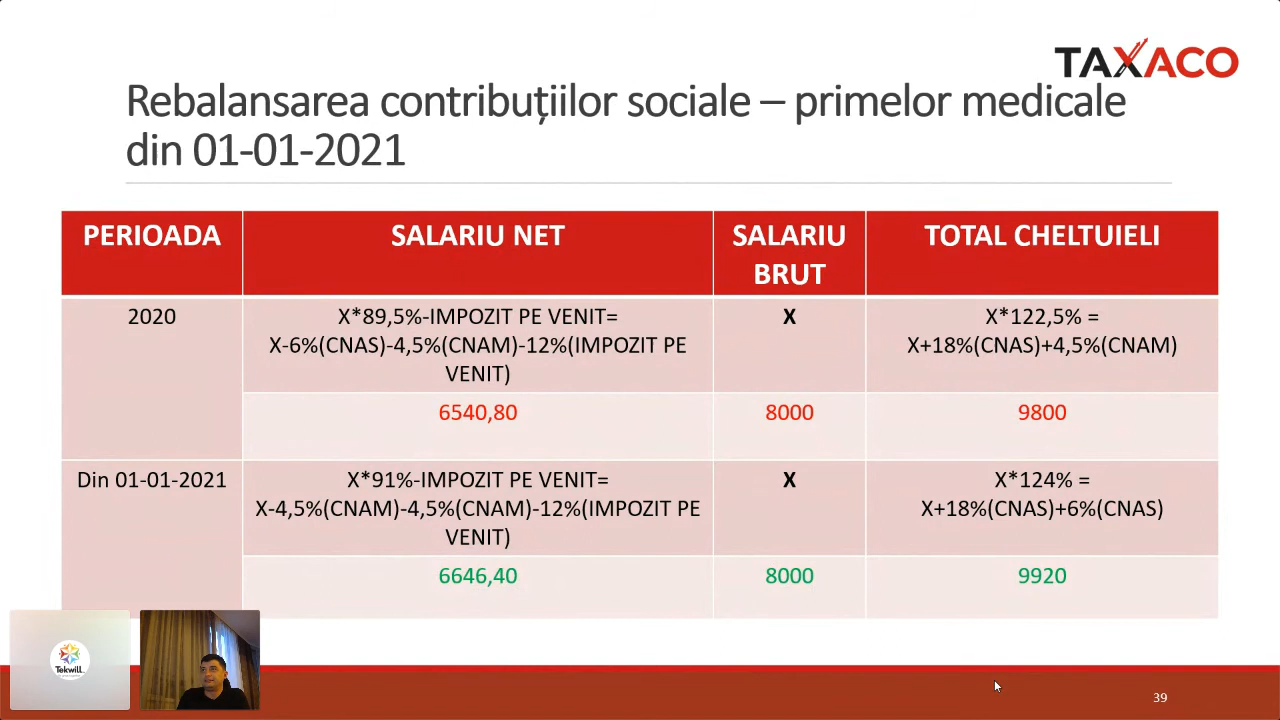 TAXACO
Rebalansarea contribuțiilor sociale – primelor medicale
din 01-01-2021
PERIOADA
SALARIU NET
SALARIU
BRUT
TOTAL CHELTUIELI
2020
X*89,5%-IMPOZIT PE VENIT=
X-6%(CNAS)-4,5%(CNAM)-12%(IMPOZIT PE
VENIT)
X
X*122,5% =
X+18%(CNAS)+4,5%(CNAM)
6540,80
8000
9800
Din 01-01-2021
X*91%-IMPOZIT PE VENIT=
X-4,5%(CNAM)-4,5%(CNAM)-12%(IMPOZIT PE
VENIT)
X
X*124% =
X+18%(CNAS)+6%(CNAS)
6646,40
8000
9920
Tekwill
39